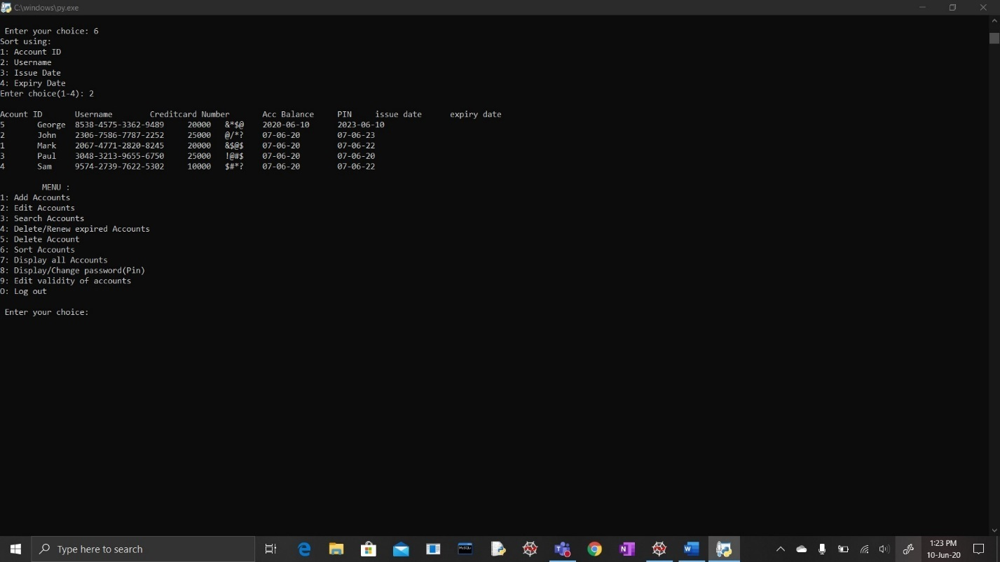 C:\windows\py.exe
Enter your choice: 6
Sort using:
1: Account ID
2: Username
3: Issue Date
4: Expiry Date
Enter choice(1-4): 2
Acount ID Username Creditcard Number Acc Balance PIN issue date expiry date
5 George 8538-4575-3362-9489 20000 &*$@ 2020-06-10 2023-06-10
2 John 2306-7586-7787-2252 25000 @/*? 07-06-20 07-06-23
1 Mark 2067-4771-2820-8245 20000 &$@$ 07-06-20 07-06-22
3 Paul 3048-3213-9655-6750 25000 !@#$ 07-06-20 07-06-20
4 Sam 9574-2739-7622-5302 10000 $#*? 07-06-20 07-06-22
MENU :
1: Add Accounts
2: Edit Accounts
3: Search Accounts
4: Delete/Renew expired Accounts
5: Delete Account
6: Sort Accounts
7: Display all Accounts
8: Display/Change password(Pin)
9: Edit validity of accounts
O: Log out
Enter your choice:
Type here to search
MySQL
1:23 PM
10-Jun-20